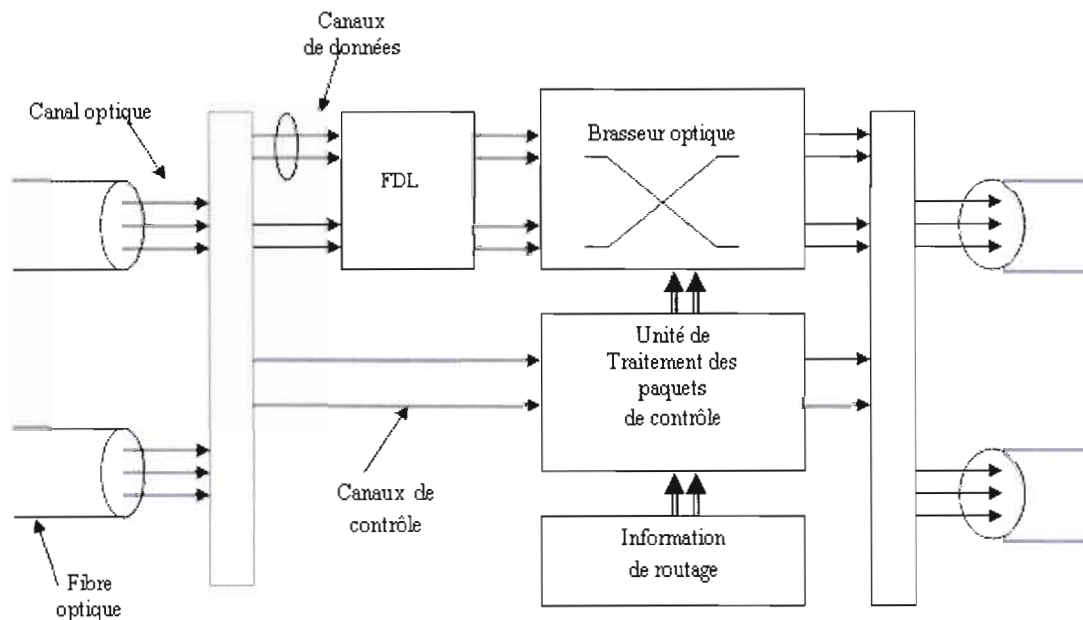 Canaux
de données
Canal optique
Brasseur optique
FDL
Unité de
Traitement des
paquets
de contrôle
Canaux de
contrôle
Information
de routage
Fibre
optique